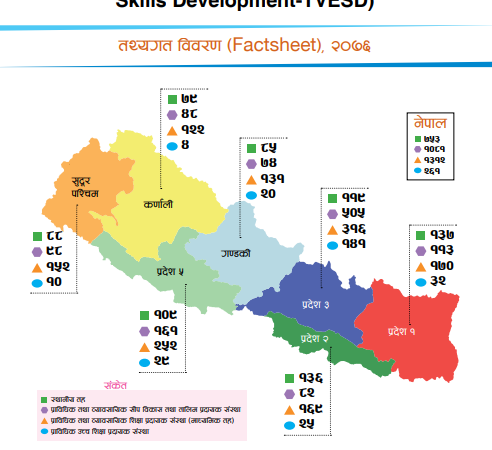 Skills Development-TVESD)
तथ्यगत विवरण (Factsheet), २०७६
७९
४८
१२२
४
नेपाल
७५३
१०८१
१३१२
२६१
८५
७४
१३१
२०
सुदूर
पश्चिम
कर्णाली
११९
५०५
३१६
१४१
८८
९८
१५२
१०
गण्डकी
प्रदेश ५
१३७
११३
१७०
३२
प्रदेश ३
प्रदेश २
प्रदेश १
१०९
१६१
२५२
२९
१३६
८२
१६९
२५
संकेत
स्थानीय तह
प्राविधिक तथा व्यावसायिक सीप विकास तथा तालिम प्रदायक संस्था
प्राविधिक तथा व्यावसायिक शिक्षा प्रदायक संस्था (माध्यमिक तह)
प्राविधिक उच्च शिक्षा प्रदायक संस्था